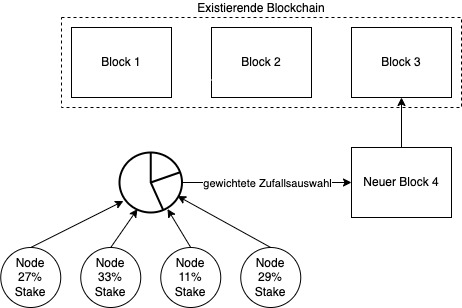 Existierende Blockchain
Block 1
Block 2
Block 3
gewichtete Zufallsauswahl
Neuer Block 4
Node
27%
Stake
Node
33%
Stake
Node
11%
Stake
Node
29%
Stake